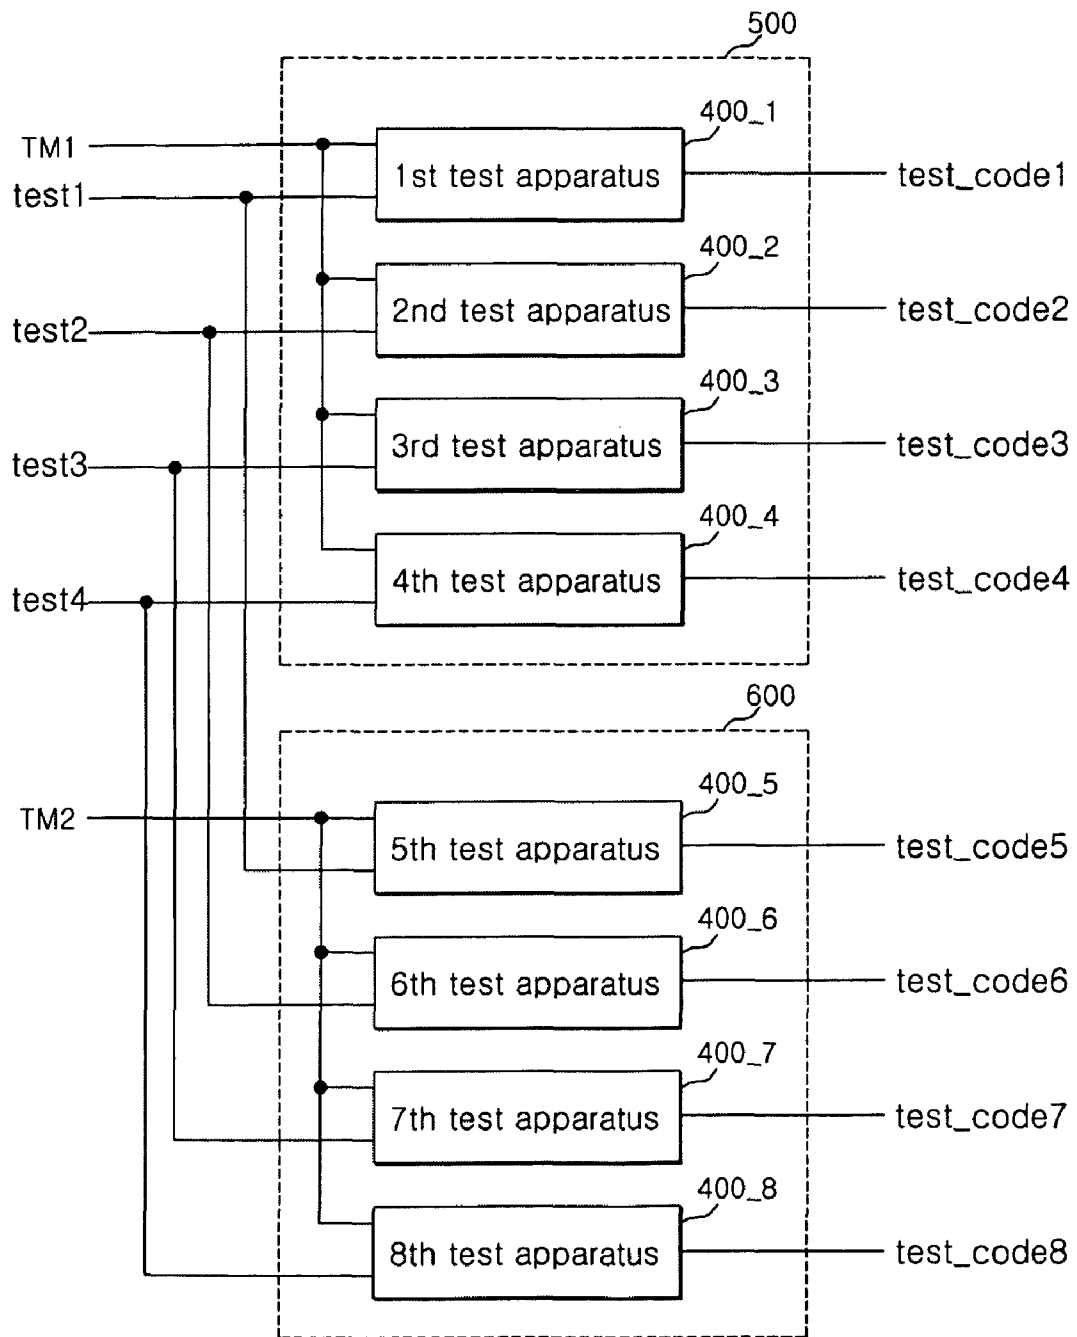 500
400_1
TM1
1st test apparatus
test_code1
test1
400_2
2nd test apparatus
test_code2
test2
400_3
3rd test apparatus
test_code3
test3
400_4
4th test apparatus
test_code4
test4
600
400_5
TM2
5th test apparatus
test_code5
400_6
6th test apparatus
test_code6
400_7
7th test apparatus
test_code7
400_8
8th test apparatus
test_code8